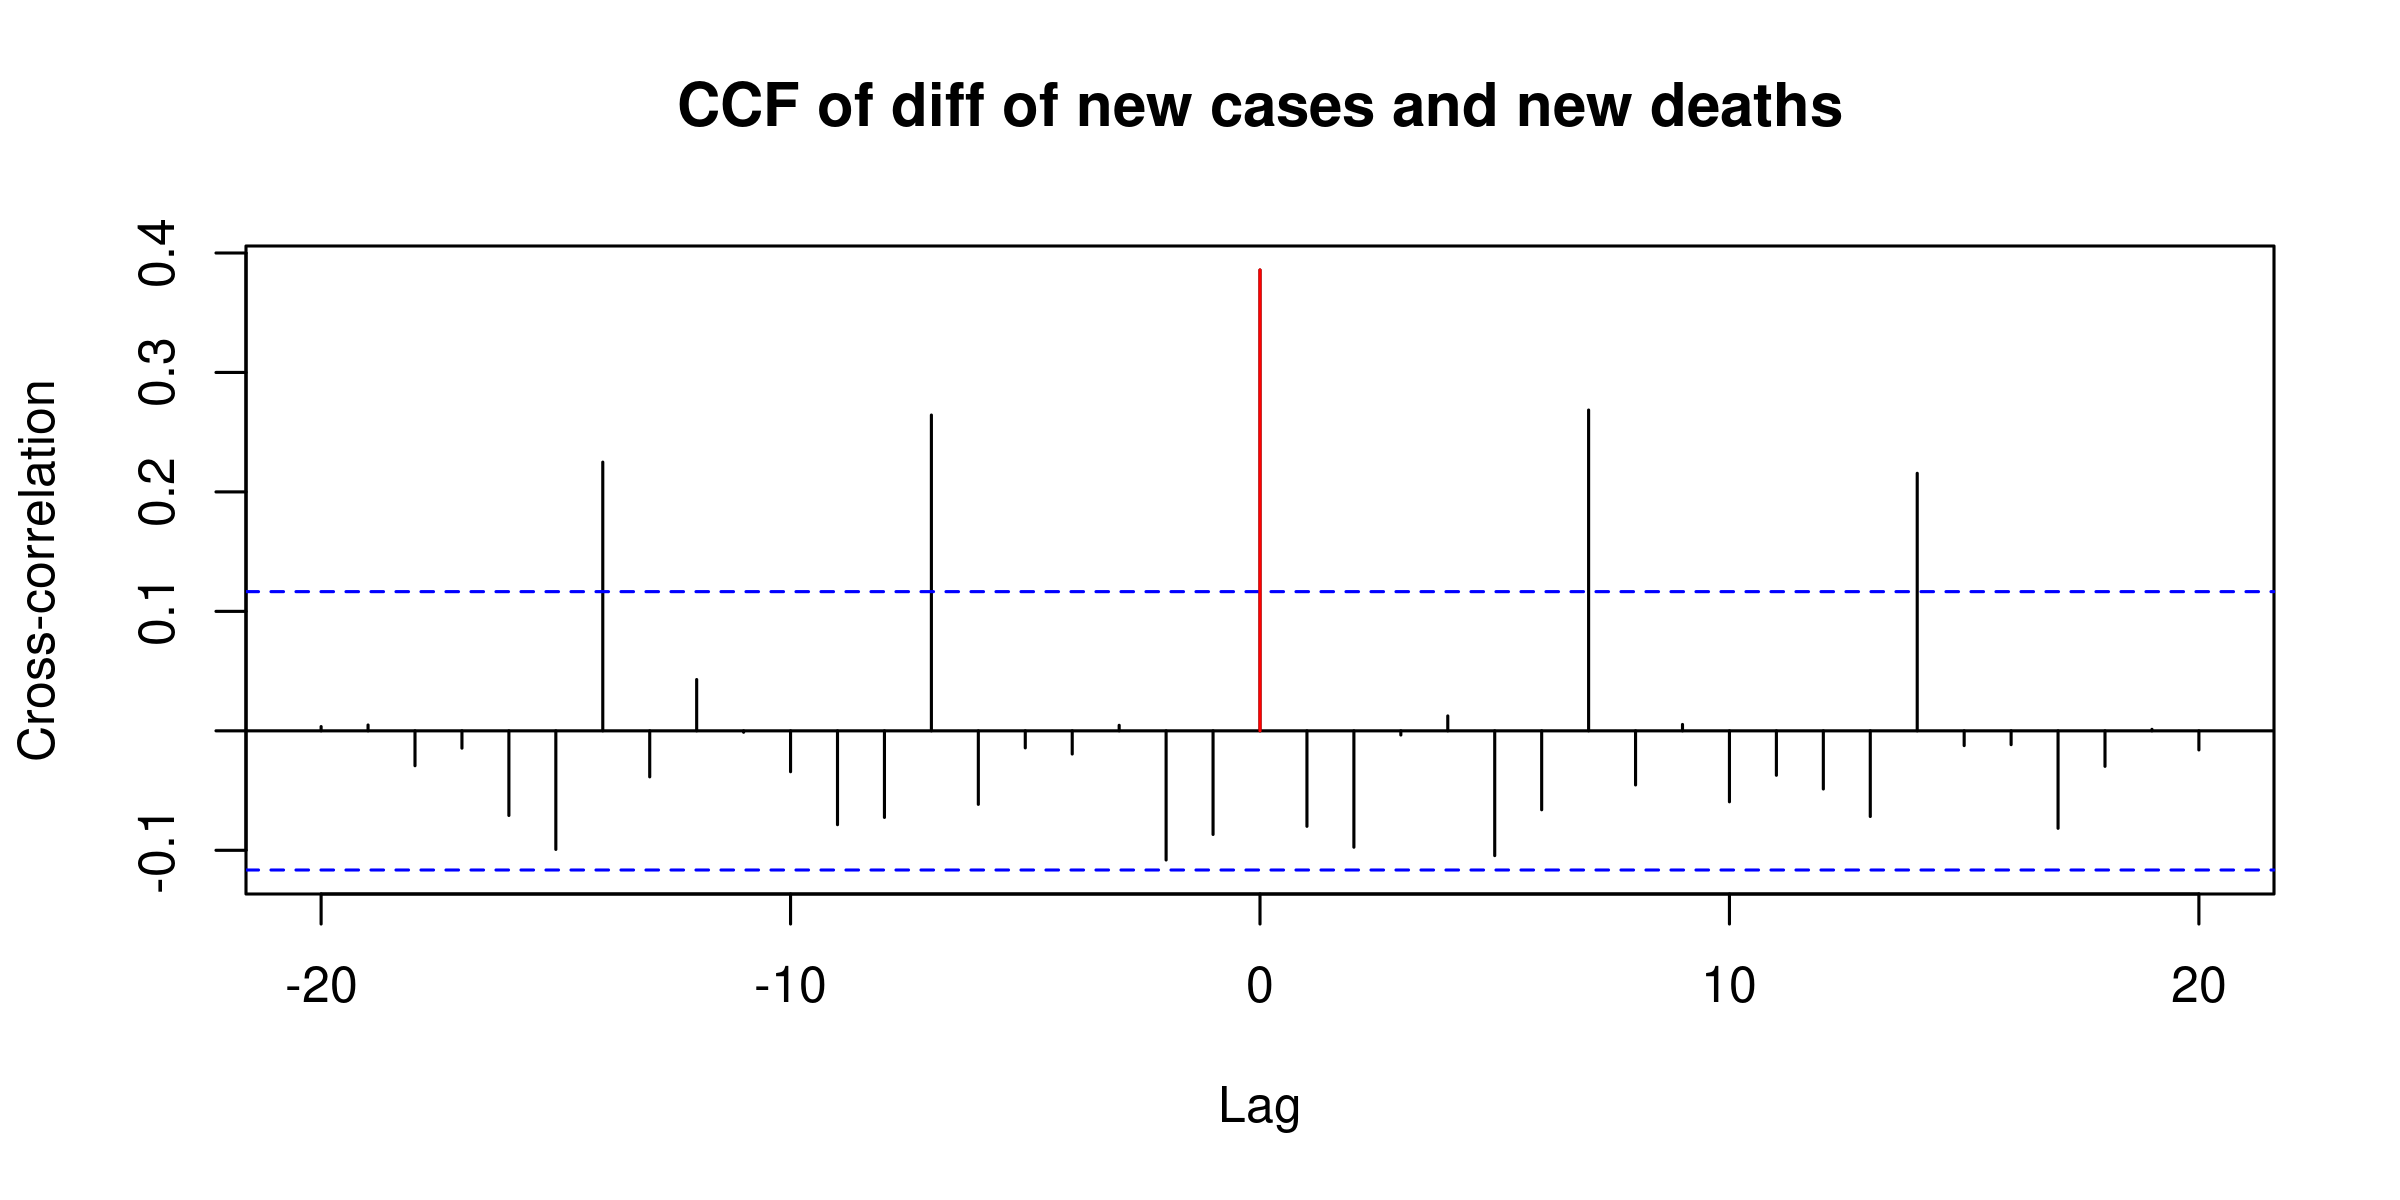 CCF of diff of new cases and new deaths
Cross-correlation
0.4
0.3
0.2
0.1
-0.1
-20 -10 0 10 20
Lag